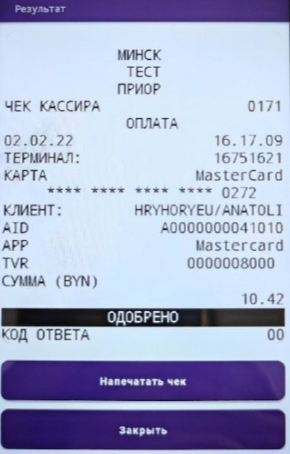 Результат
МИНСК
ТЕСТ
ПРИОР
ЧЕК КАССИРА 0171
ОПЛАТА
02.02.22 16.17.09
ТЕРМИНАЛ: 16751621
КАРТА MasterCard
**** **** **** **** 0272
КЛИЕНТ: HRYHORYEU/ANATOLI
AID A0000000041010
APP Mastercard
TVR 0000008000
СУММА (BYN)
10.42
ОДОБРЕНО
КОД ОТВЕТА 00
Напечатать чек
Закрыть